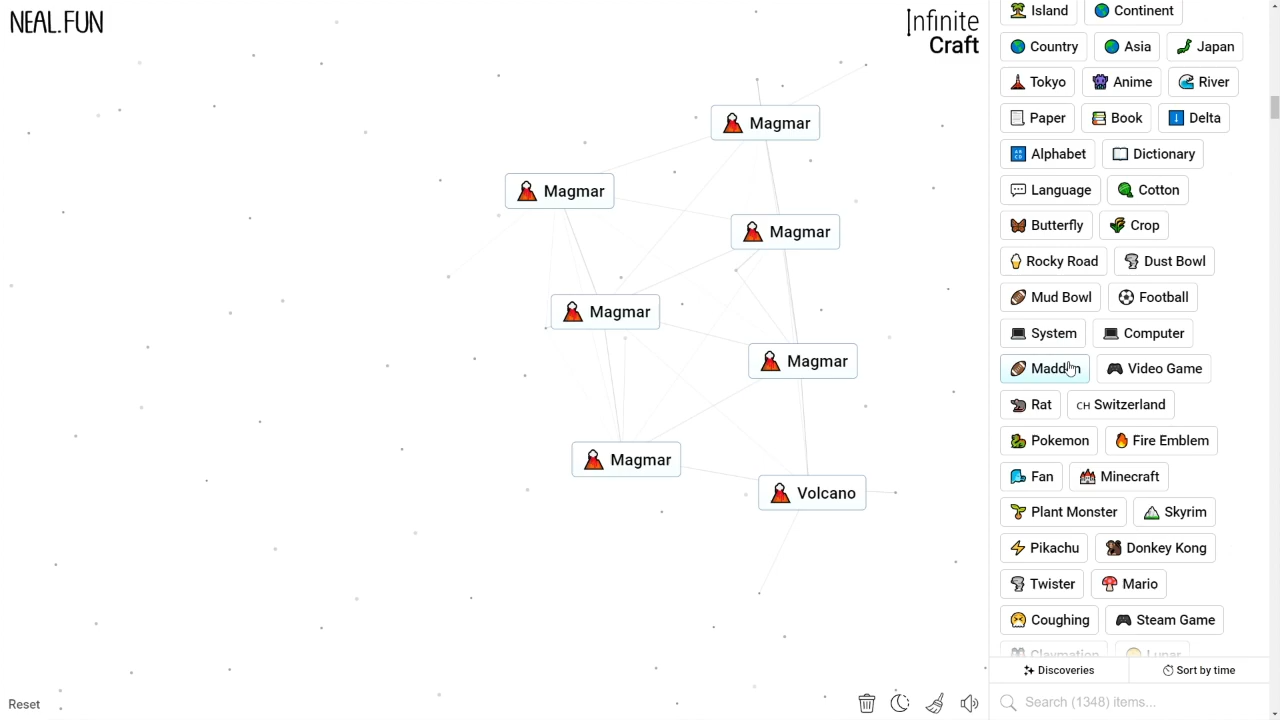 NEAL.FUN
Infinite
Craft
Magmar
Magmar
Magmar
Magmar
Magmar
Magmar
Volcano
Island Continent
Country Asia Japan
Tokyo Anime River
Paper Book Delta
Alphabet Dictionary
Language Cotton
Butterfly Crop
Rocky Road Dust Bowl
Mud Bowl Football
System Computer
Madden Video Game
Rat CH Switzerland
Pokemon Fire Emblem
Fan Minecraft
Plant Monster Skyrim
Pikachu Donkey Kong
Twister Mario
Coughing Steam Game
Claymation Lunar
Discoveries Sort by time
Reset
Search (1348) items...